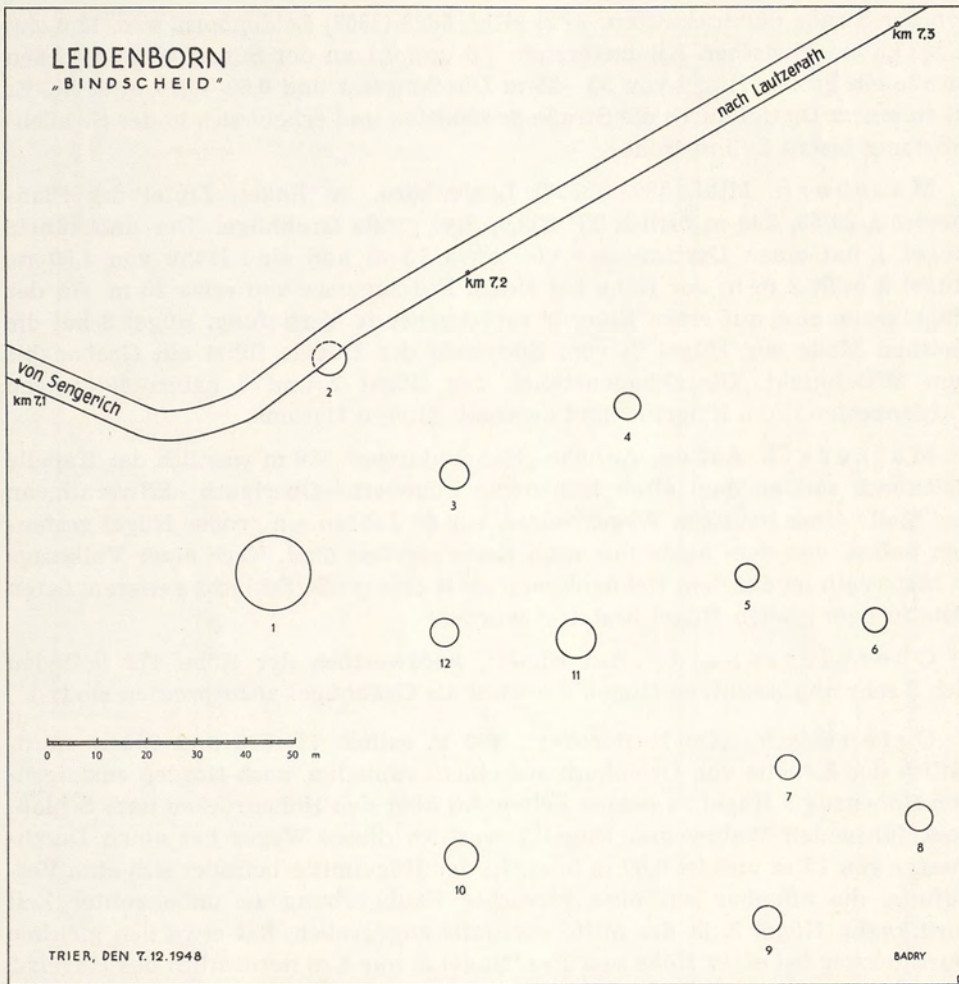 LEIDENBORN
„BINDSCHEID“
km 7.3
nach Lautzerath
km 7.2
von Sengerich
km 7.1
2
4
3
5
1
12
11
6
0 10 20 30 40 50 m
7
8
10
9
TRIER, DEN 7.12.1948
BADRY